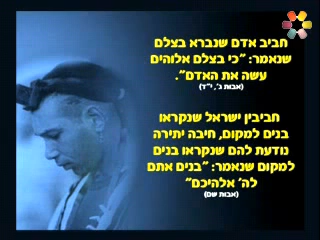 חביב אדם שנברא בצלם
שנאמר: "כי בצלם אלוהים
עשה את האדם".
(אבות ג', י"ד)
חביבין ישראל שנקראו
בנים למקום, חיבה יתירה
נודעת להם שנקראו בנים
למקום שנאמר: "בנים אתם
לה' אלהיכם"
(אבות שם)